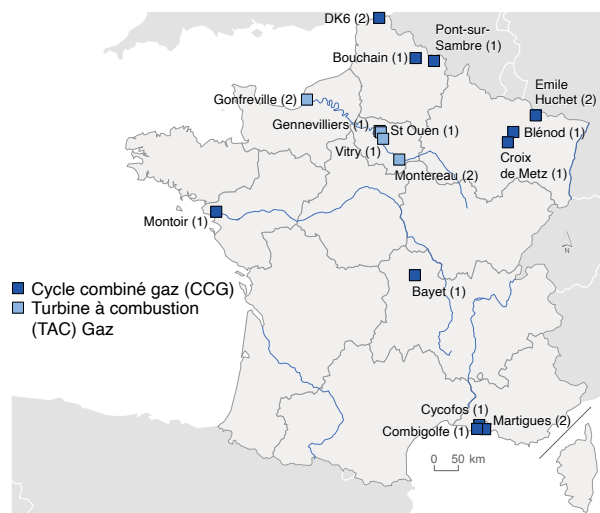 DK6 (2)
Pont-sur-
Sambre (1)
Bouchain (1)
Emile
Huchet (2)
Gonfreville (2)
Gennevilliers (1)
St Ouen (1)
Blénod (1)
Vitry (1)
Croix
de Metz (1)
Montereau (2)
Montoir (1)
N
Cycle combiné gaz (CCG)
Turbine à combustion
(TAC) Gaz
Bayet (1)
Cycofos (1)
Martigues (2)
Combigolfe (1)
0 50 km